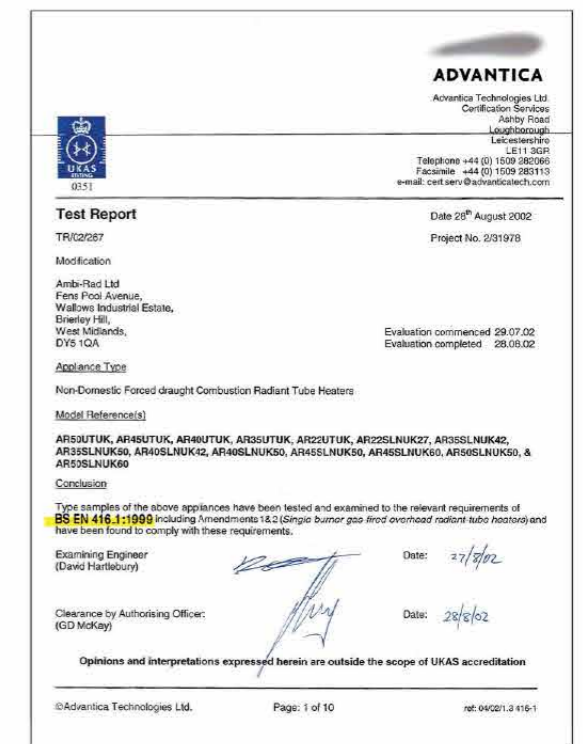 ADVANTICA
Advantica Technologies Ltd.
Certification Services
Ashby Road
Loughborough
Leicestershire
LE11 3GR
Telephone +44 (0) 1509 282066
Facsimile +44 (0) 1509 283113
e-mail: cert.serv@advanticatech.com
UKAS
TESTING
0351
Test Report
Date 28th August 2002
TR/02/267
Project No. 2/31978
Modification
Ambi-Rad Ltd
Fens Pool Avenue,
Wallows Industrial Estate,
Brierley Hill,
West Midlands,
DY5 1QA
Evaluation commenced 29.07.02
Evaluation completed 28.08.02
Appliance Type
Non-Domestic Forced draught Combustion Radiant Tube Heaters
Model Reference(s)
AR50UTUK, AR45UTUK, AR40UTUK, AR35UTUK, AR22UTUK, AR22SLNUK27, AR35SLNUK42,
AR35SLNUK50, AR40SLNUK42, AR40SLNUK50, AR45SLNUK50, AR45SLNUK60, AR50SLNUK50, &
AR50SLNUK60
Conclusion
Type samples of the above appliances have been tested and examined to the relevant requirements of
BS EN 416.1:1999 including Amendments 1&2 (Single burner gas-fired overhead radiant-tube heaters) and
have been found to comply with these requirements.
Examining Engineer
(David Hartlebury)
Date: 27/8/02
Clearance by Authorising Officer:
(GD McKay)
Date: 28/8/02
Opinions and interpretations expressed herein are outside the scope of UKAS accreditation
©Advantica Technologies Ltd.
Page: 1 of 10
ref: 04/02/1.3 416-1